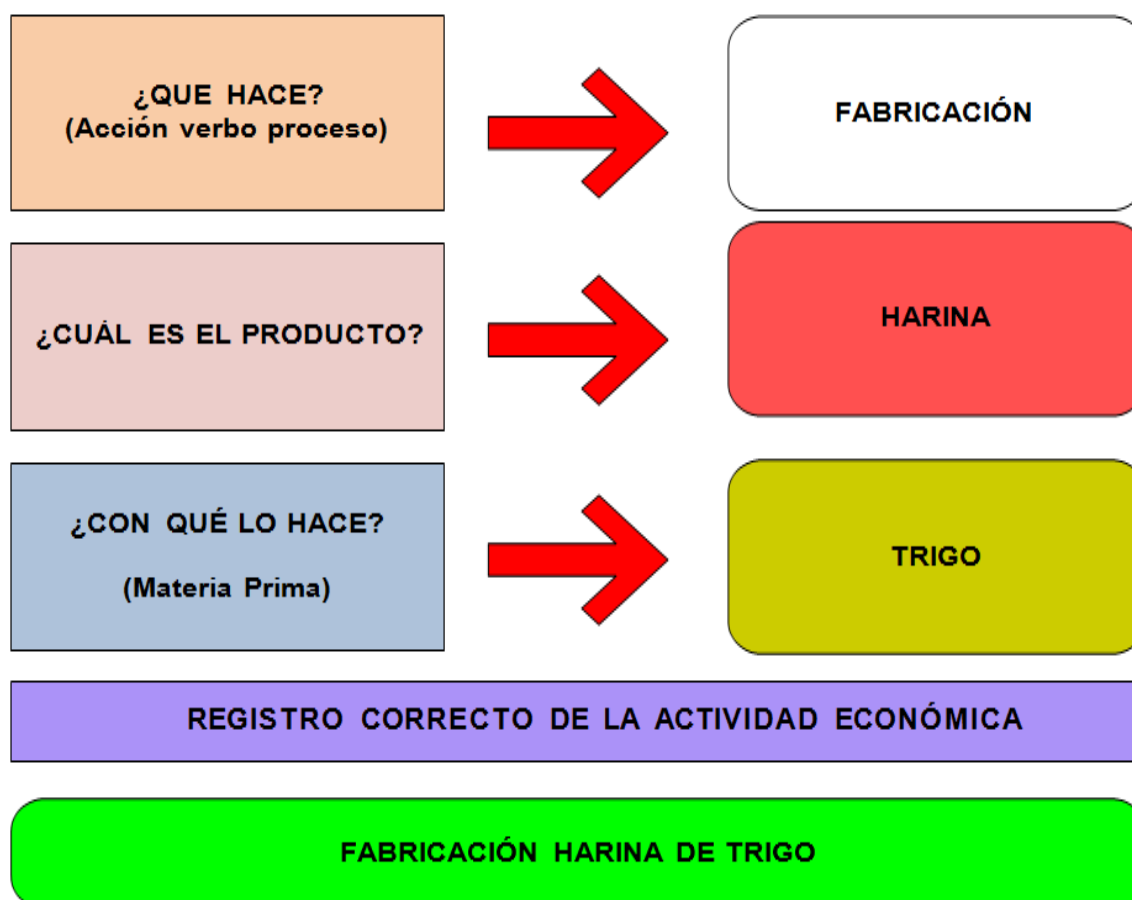 ¿QUE HACE?
(Acción verbo proceso)
FABRICACIÓN
¿CUÁL ES EL PRODUCTO?
HARINA
¿CON QUÉ LO HACE?
(Materia Prima)
TRIGO
REGISTRO CORRECTO DE LA ACTIVIDAD ECONÓMICA
FABRICACIÓN HARINA DE TRIGO